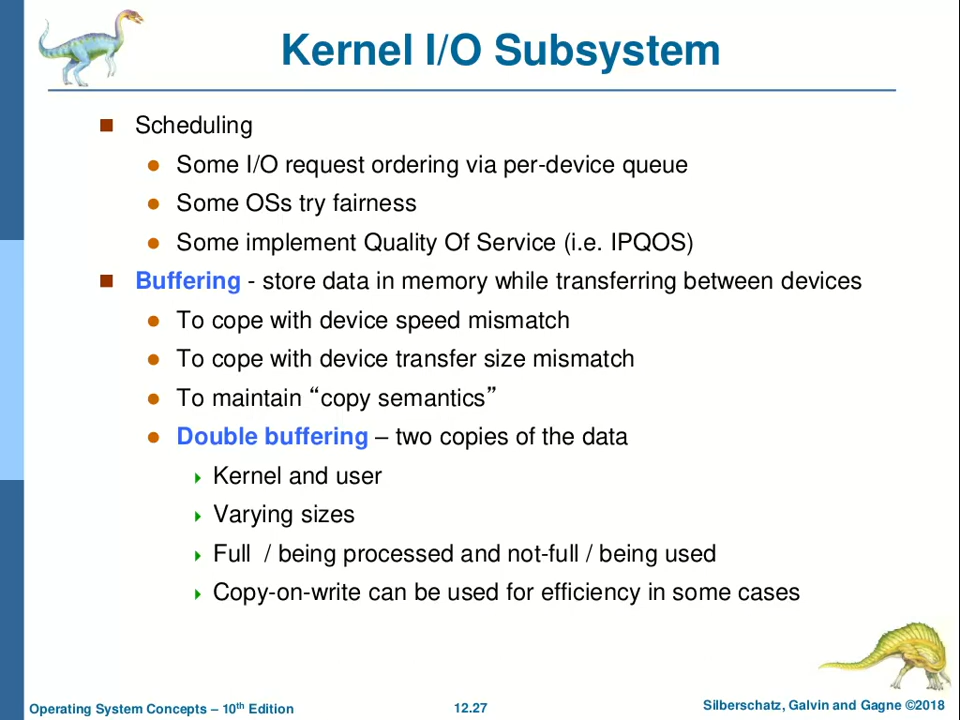 Kernel I/O Subsystem
Scheduling
Some I/O request ordering via per-device queue
Some OSs try fairness
Some implement Quality Of Service (i.e. IPQOS)
Buffering - store data in memory while transferring between devices
To cope with device speed mismatch
To cope with device transfer size mismatch
To maintain “copy semantics”
Double buffering – two copies of the data
Kernel and user
Varying sizes
Full / being processed and not-full / being used
Copy-on-write can be used for efficiency in some cases
Operating System Concepts – 10th Edition
12.27
Silberschatz, Galvin and Gagne ©2018